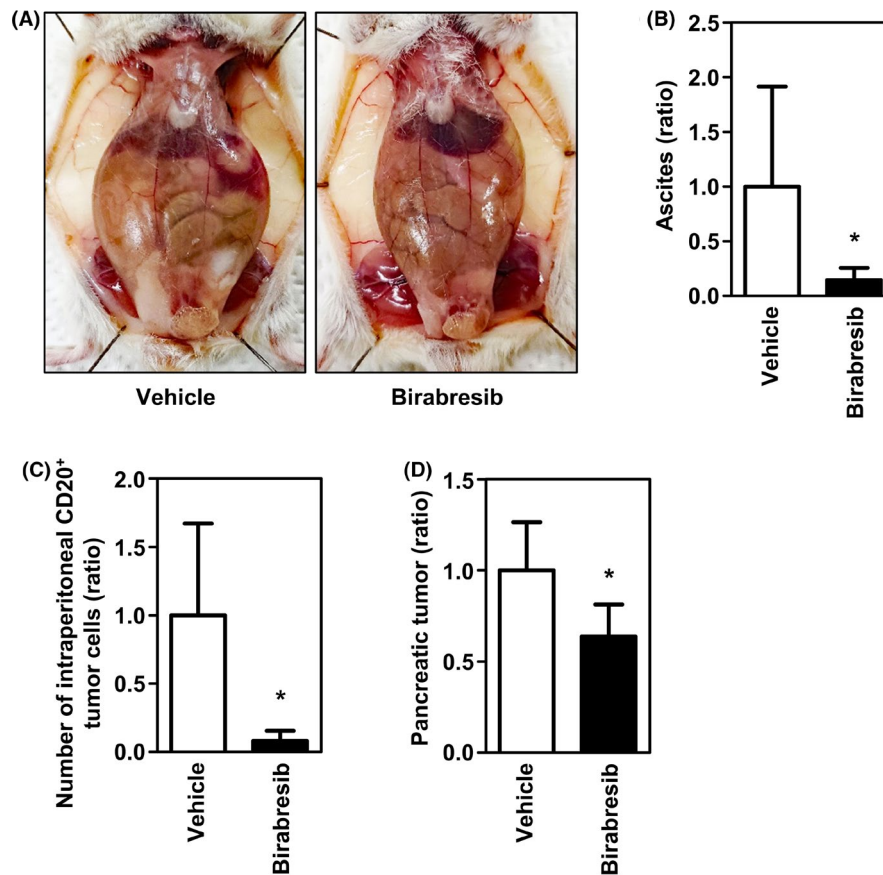 (A)
Vehicle
Birabresib
(B)
Ascites (ratio)
2.5
2.0
1.5
1.0
0.5
0.0
*
Vehicle
Birabresib
(C)
Number of intraperitoneal CD20⁺
tumor cells (ratio)
2.0
1.5
1.0
0.5
0.0
*
Vehicle
Birabresib
(D)
Pancreatic tumor (ratio)
1.5
1.0
0.5
0.0
*
Vehicle
Birabresib